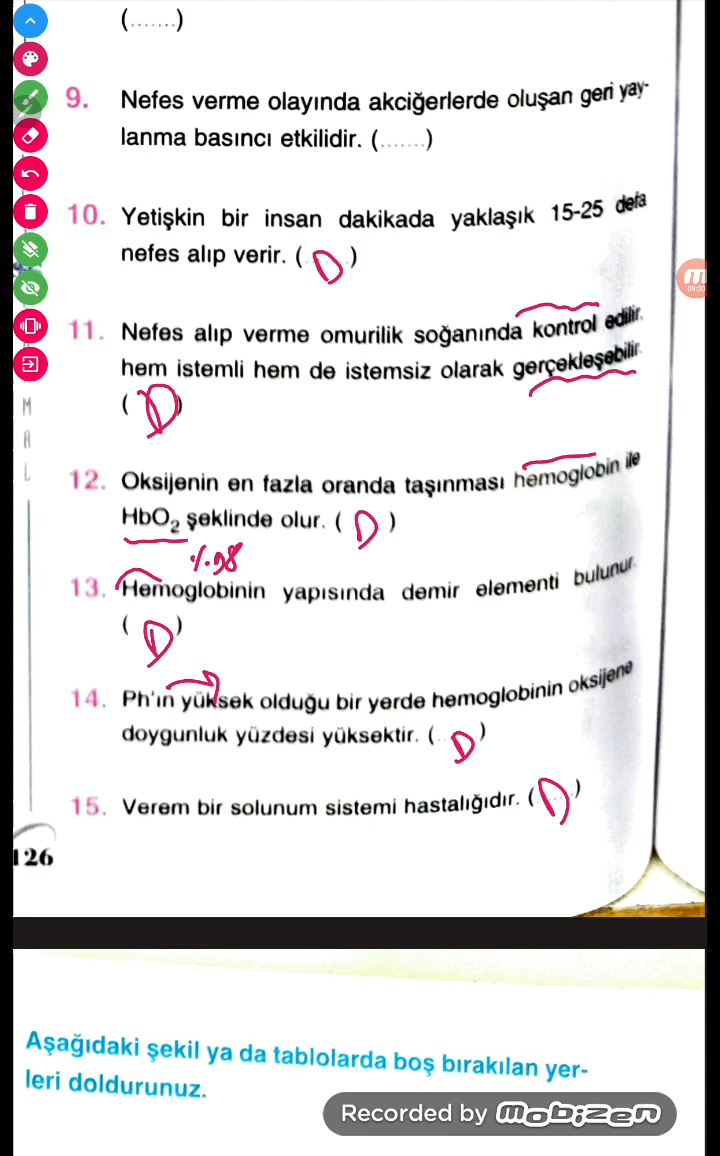 (.......)
9. Nefes verme olayında akciğerlerde oluşan geri yay-
lanma basıncı etkilidir. (.......)
10. Yetişkin bir insan dakikada yaklaşık 15-25 defa
nefes alıp verir. ( D )
11. Nefes alıp verme omurilik soğanında kontrol edilir.
hem istemli hem de istemsiz olarak gerçekleşebilir.
( D )
12. Oksijenin en fazla oranda taşınması hemoglobin ile
HbO₂ şeklinde olur. ( D )
%98
13. Hemoglobinin yapısında demir elementi bulunur.
( D )
14. Ph'ın yüksek olduğu bir yerde hemoglobinin oksijene
doygunluk yüzdesi yüksektir. ( D )
15. Verem bir solunum sistemi hastalığıdır. ( D )
M
A
L
126
09:00
Aşağıdaki şekil ya da tablolarda boş bırakılan yer-
leri doldurunuz.
Recorded by mobizen